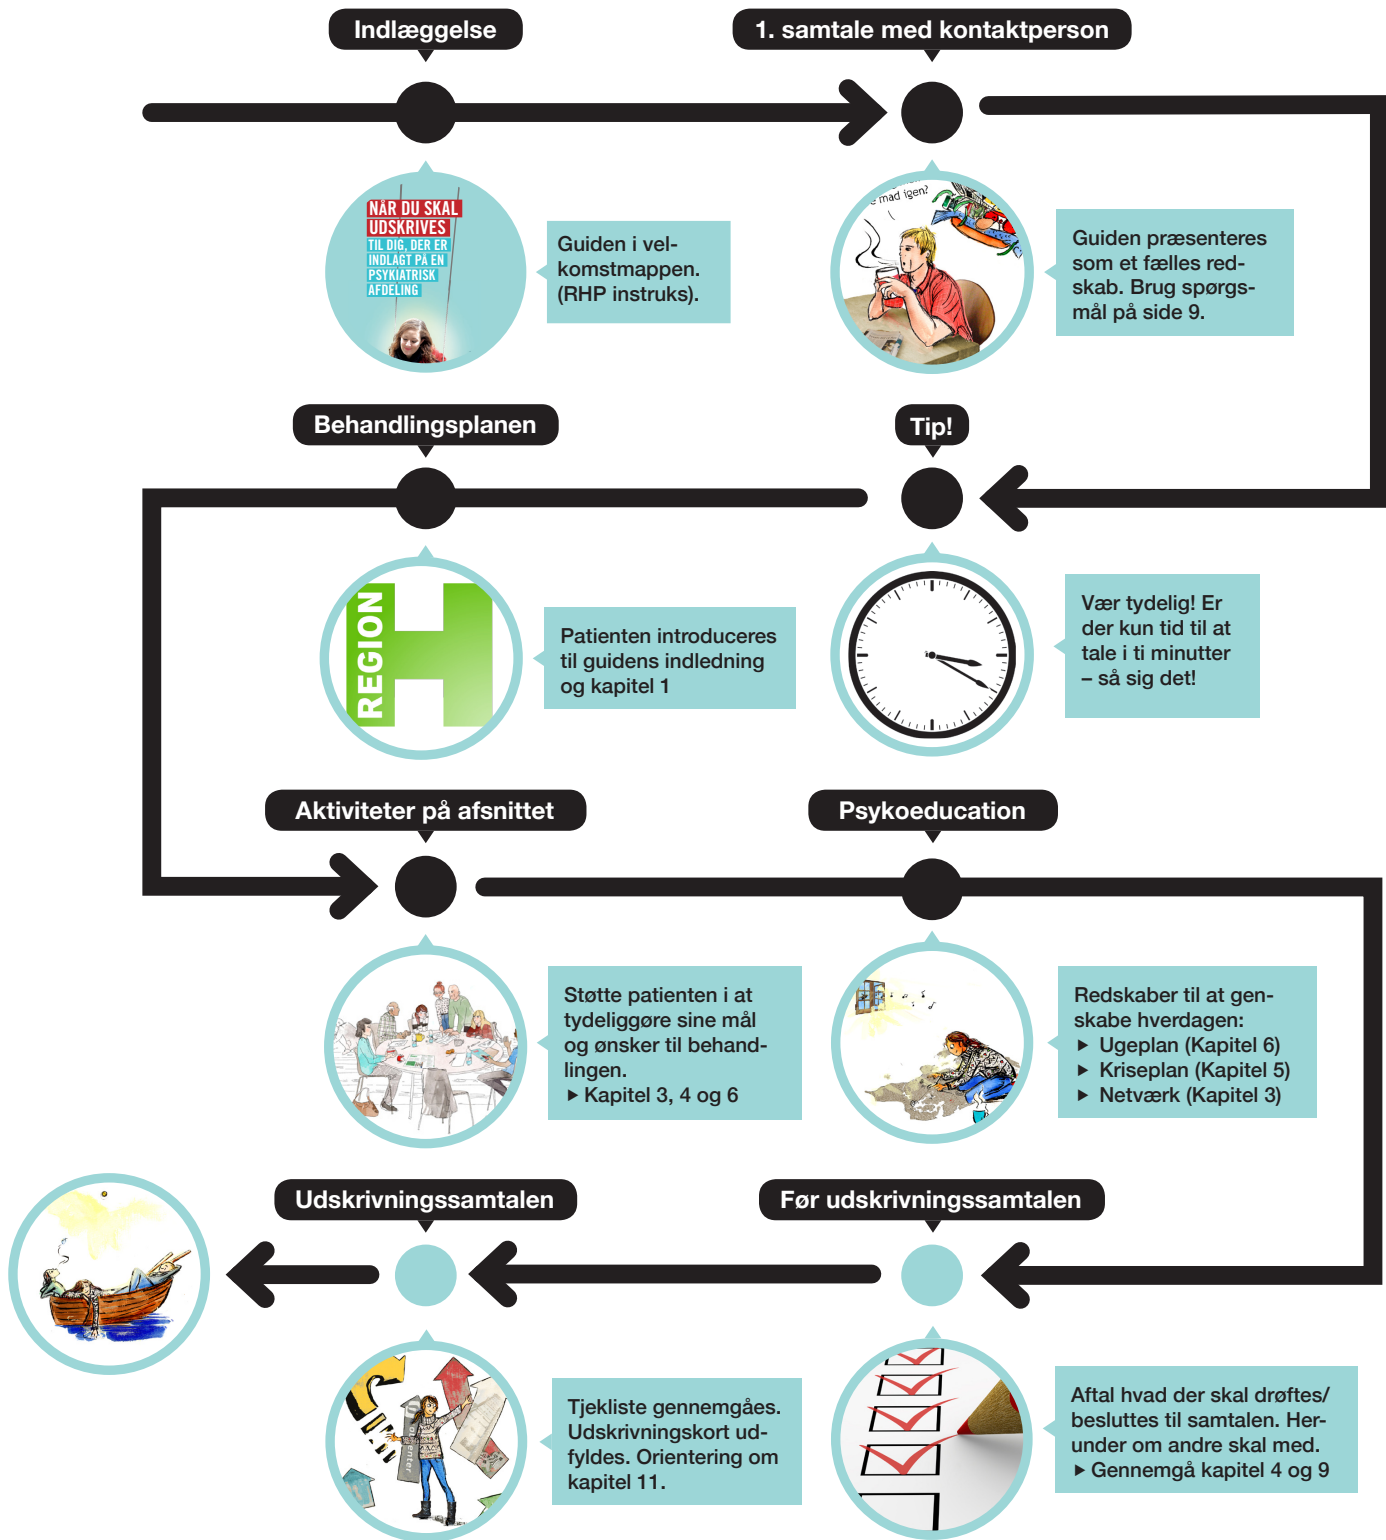 Indlæggelse
1. samtale med kontaktperson
NÅR DU SKAL
UDSKRIVES
TIL DIG, DER ER
INDLAGT PÅ EN
PSYKIATRISK
AFDELING
Guiden i vel-
komstmappen.
(RHP instruks).
mad igen?
Guiden præsenteres
som et fælles red-
skab. Brug spørgs-
mål på side 9.
Behandlingsplanen
Tip!
REGION
H
Patienten introduceres
til guidens indledning
og kapitel 1
Vær tydelig! Er
der kun tid til at
tale i ti minutter
– så sig det!
Aktiviteter på afsnittet
Psykoeducation
Støtte patienten i at
tydeliggøre sine mål
og ønsker til behand-
lingen.
▶ Kapitel 3, 4 og 6
Redskaber til at gen-
skabe hverdagen:
▶ Ugeplan (Kapitel 6)
▶ Kriseplan (Kapitel 5)
▶ Netværk (Kapitel 3)
Udskrivningssamtalen
Før udskrivningssamtalen
Tjekliste gennemgåes.
Udskrivningskort ud-
fyldes. Orientering om
kapitel 11.
Aftal hvad der skal drøftes/
besluttes til samtalen. Her-
under om andre skal med.
▶ Gennemgå kapitel 4 og 9